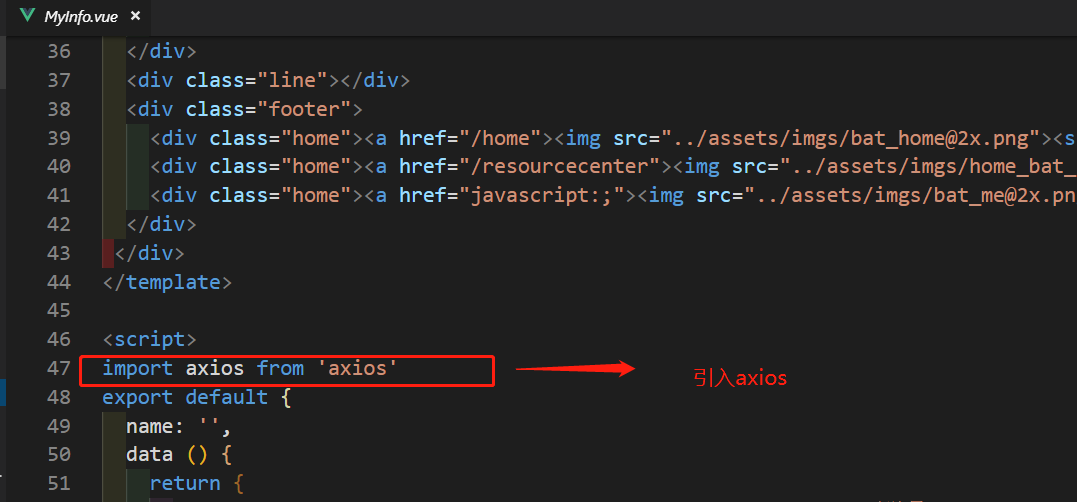 MyInfo.vue ×
36 </div>
37 <div class="line"></div>
38 <div class="footer">
39 <div class="home"><a href="/home"><img src="../assets/imgs/bat_home@2x.png"><s
40 <div class="home"><a href="/resourcecenter"><img src="../assets/imgs/home_bat_
41 <div class="home"><a href="javascript:;"><img src="../assets/imgs/bat_me@2x.pn
42 </div>
43 </div>
44 </template>
45
46 <script>
47 import axios from 'axios'
引入axios
48 export default {
49 name: '',
50 data () {
51 return {